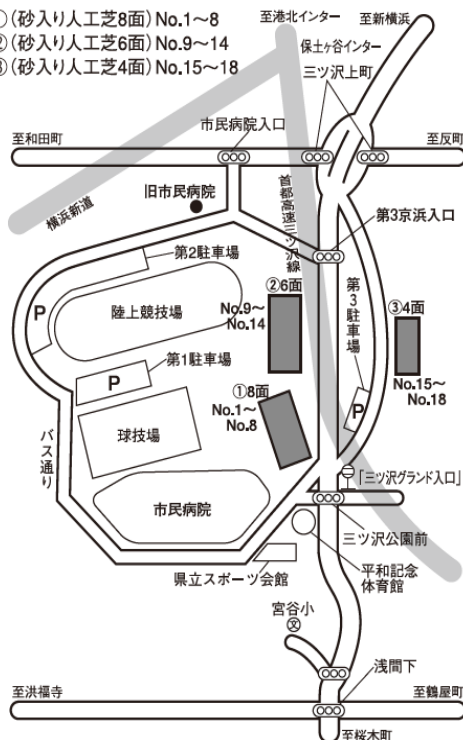 ①(砂入り人工芝8面)No.1～8
②(砂入り人工芝6面)No.9～14
③(砂入り人工芝4面)No.15～18
至港北インター
至新横浜
保土ヶ谷インター
三ツ沢上町
市民病院入口
至和田町
至反町
旧市民病院
横浜新道
首都高速三ツ沢線
第3京浜入口
第2駐車場
P
陸上競技場
②6面
No.9～
No.14
第3駐車場
③4面
No.15～
No.18
第1駐車場
P
①8面
No.1～
No.8
P
球技場
バス通り
「三ツ沢グランド入口」
市民病院
三ツ沢公園前
県立スポーツ会館
平和記念
体育館
宮谷小
文
浅間下
至洪福寺
至鶴屋町
至桜木町